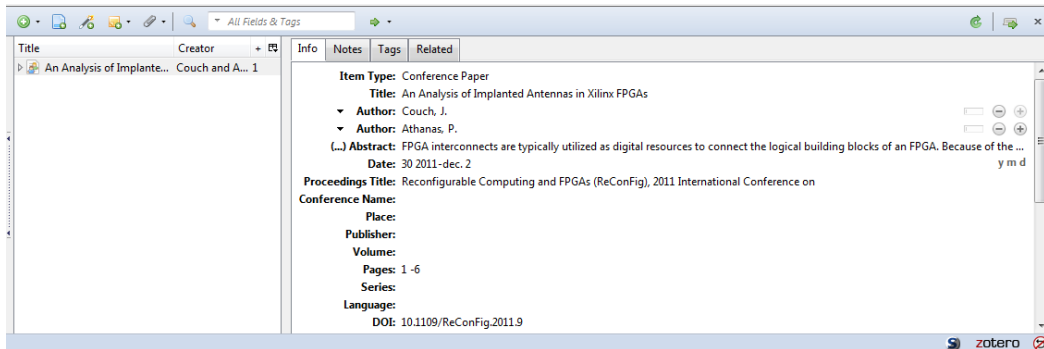 All Fields & Tags
Title Creator + Info Notes Tags Related
An Analysis of Implante... Couch and A... 1
Item Type: Conference Paper
Title: An Analysis of Implanted Antennas in Xilinx FPGAs
Author: Couch, J.
Author: Athanas, P.
(...) Abstract: FPGA interconnects are typically utilized as digital resources to connect the logical building blocks of an FPGA. Because of the ...
Date: 30 2011-dec. 2 y m d
Proceedings Title: Reconfigurable Computing and FPGAs (ReConFig), 2011 International Conference on
Conference Name:
Place:
Publisher:
Volume:
Pages: 1 -6
Series:
Language:
DOI: 10.1109/ReConFig.2011.9
S zotero